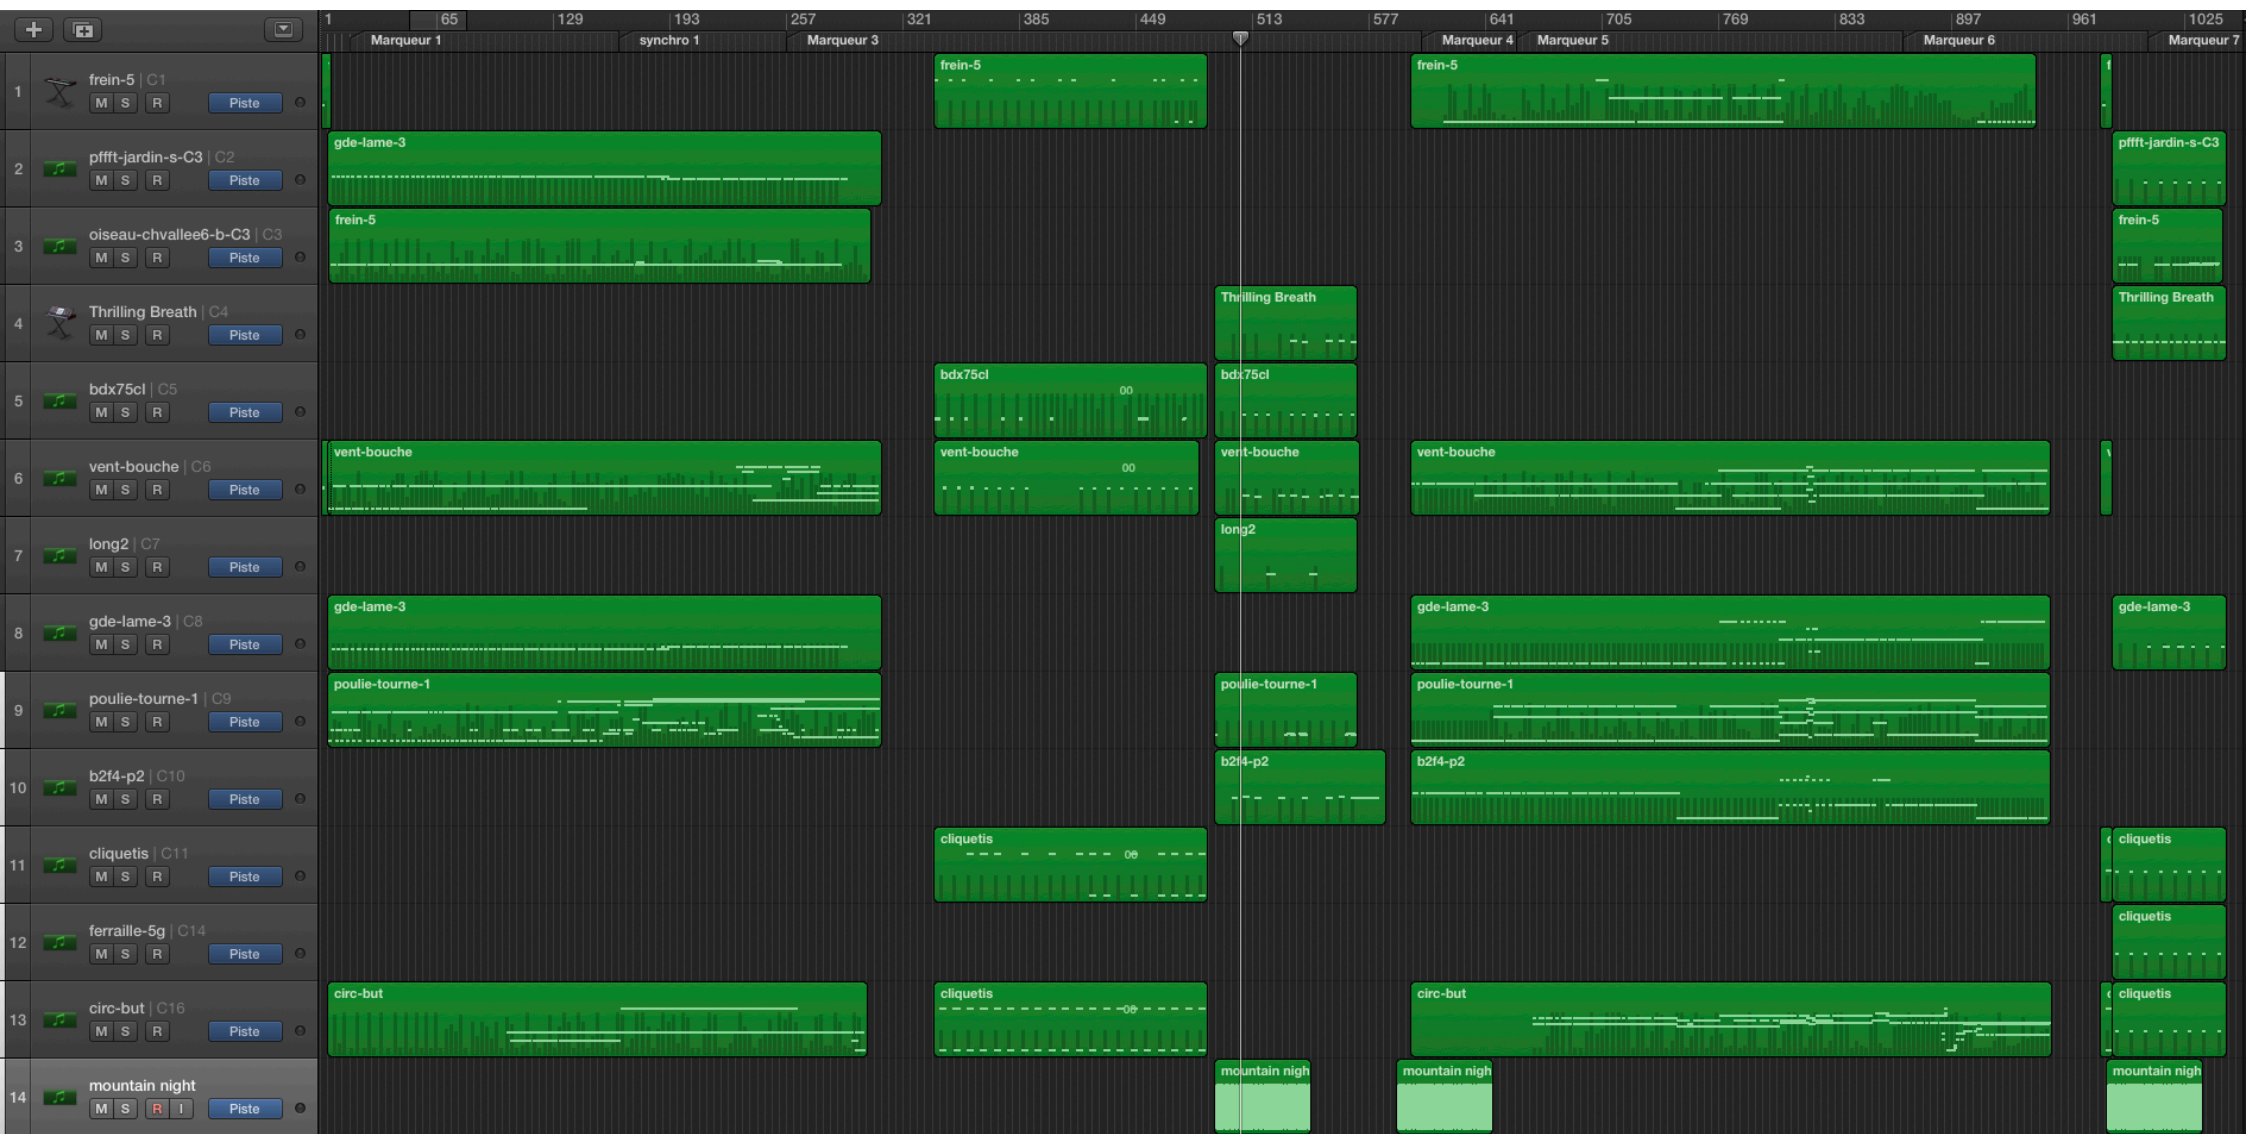 1 65 129 193 257 321 385 449 513 577 641 705 769 833 897 961 1025
Marqueur 1 synchro 1 Marqueur 3 Marqueur 4 Marqueur 5 Marqueur 6 Marqueur 7
1 frein-5 | C1
M S R Piste
frein-5 frein-5 f
2 pffft-jardin-s-C3 | C2
M S R Piste
gde-lame-3 pffft-jardin-s-C3
3 oiseau-chvallee6-b-C3 | C3
M S R Piste
frein-5 frein-5
4 Thrilling Breath | C4
M S R Piste
Thrilling Breath Thrilling Breath
5 bdx75cl | C5
M S R Piste
bdx75cl bdx75cl
6 vent-bouche | C6
M S R Piste
vent-bouche vent-bouche vent-bouche vent-bouche v
7 long2 | C7
M S R Piste
long2
8 gde-lame-3 | C8
M S R Piste
gde-lame-3 gde-lame-3 gde-lame-3
9 poulie-tourne-1 | C9
M S R Piste
poulie-tourne-1 poulie-tourne-1 poulie-tourne-1
10 b2f4-p2 | C10
M S R Piste
b2f4-p2 b2f4-p2
11 cliquetis | C11
M S R Piste
cliquetis c cliquetis
12 ferraille-5g | C14
M S R Piste
cliquetis
13 circ-but | C16
M S R Piste
circ-but cliquetis circ-but c cliquetis
14 mountain night
M S R I Piste
mountain nigh mountain nigh mountain nigh